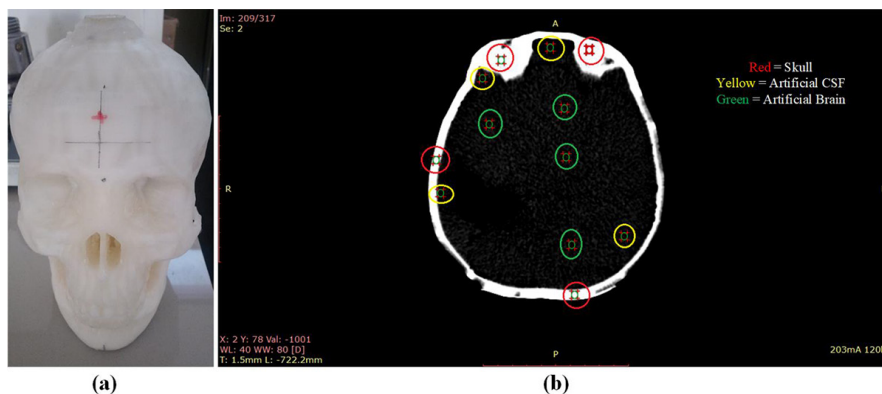 Im: 209/317
Se: 2
A
Red = Skull
Yellow = Artificial CSF
Green = Artificial Brain
R
X: 2 Y: 78 Val: -1001
WL: 40 WW: 80 [D]
T: 1.5mm L: -722.2mm
P
203mA 120k
(a)
(b)